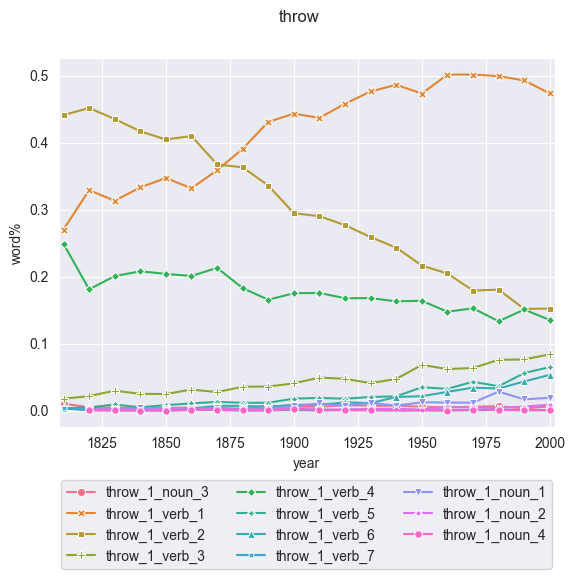 throw
0.5
0.4
0.3
0.2
0.1
0.0
word%
1825 1850 1875 1900 1925 1950 1975 2000
year
throw_1_noun_3 throw_1_verb_4 throw_1_noun_1
throw_1_verb_1 throw_1_verb_5 throw_1_noun_2
throw_1_verb_2 throw_1_verb_6 throw_1_noun_4
throw_1_verb_3 throw_1_verb_7